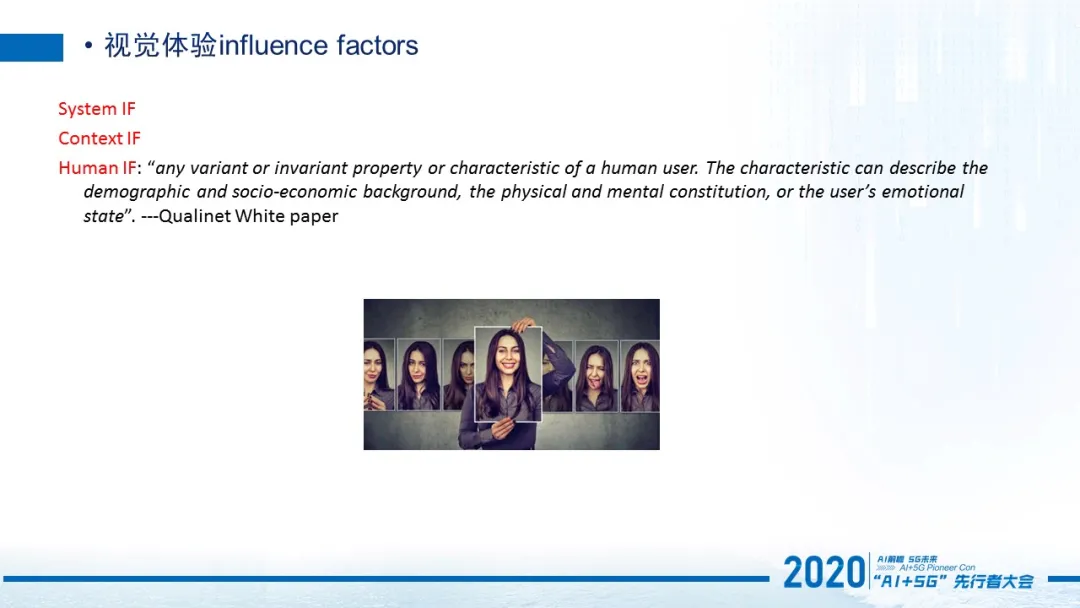 • 视觉体验influence factors
System IF
Context IF
Human IF: “any variant or invariant property or characteristic of a human user. The characteristic can describe the
demographic and socio-economic background, the physical and mental constitution, or the user’s emotional
state”. ---Qualinet White paper
2020
AI解瞻 5G未来
AI+5G Pioneer Con
“AI+5G” 先行者大会